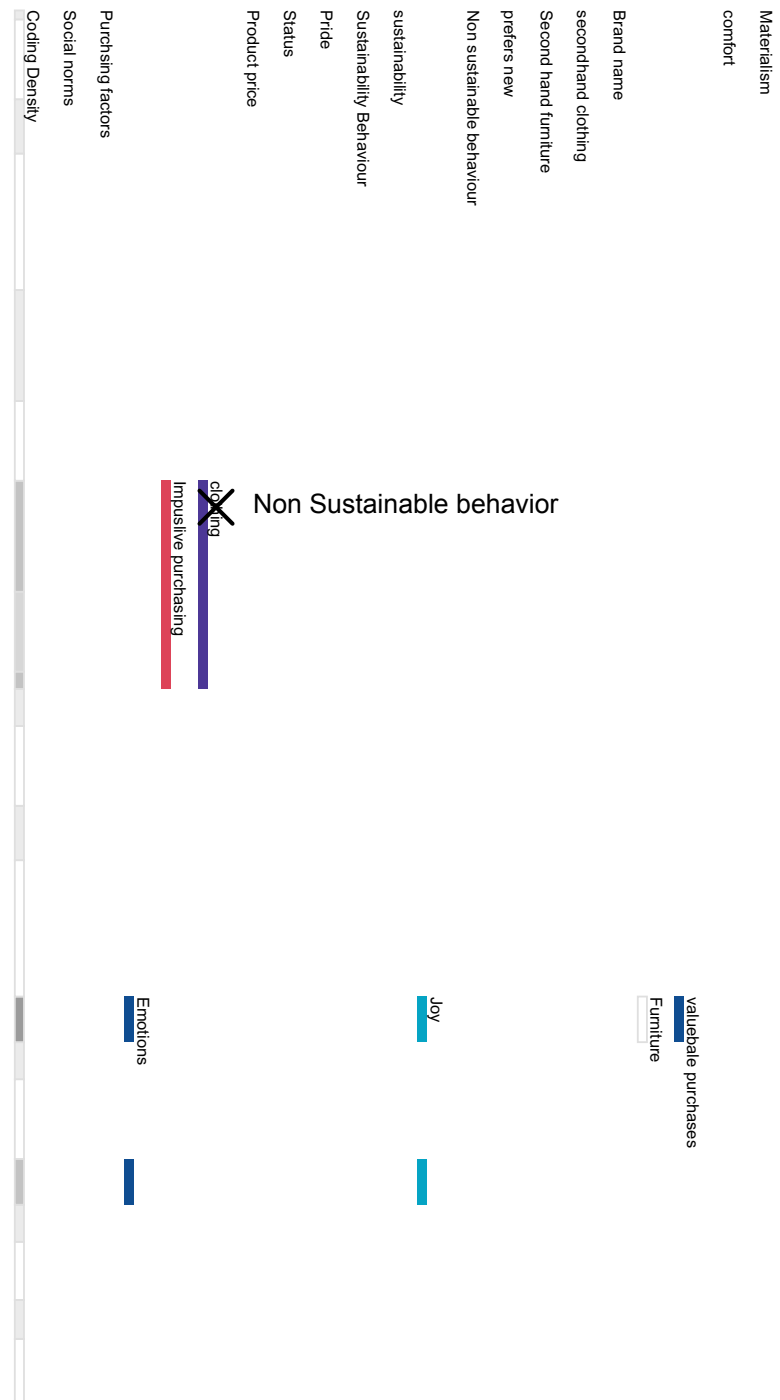 Materialism
comfort
Brand name
secondhand clothing
Second hand furniture
prefers new
Non sustainable behaviour
sustainability
Sustainability Behaviour
Pride
Status
Product price
Purchsing factors
Social norms
Coding Density
clothing
Impuslive purchasing
Non Sustainable behavior
valuebale purchases
Furniture
Joy
Emotions